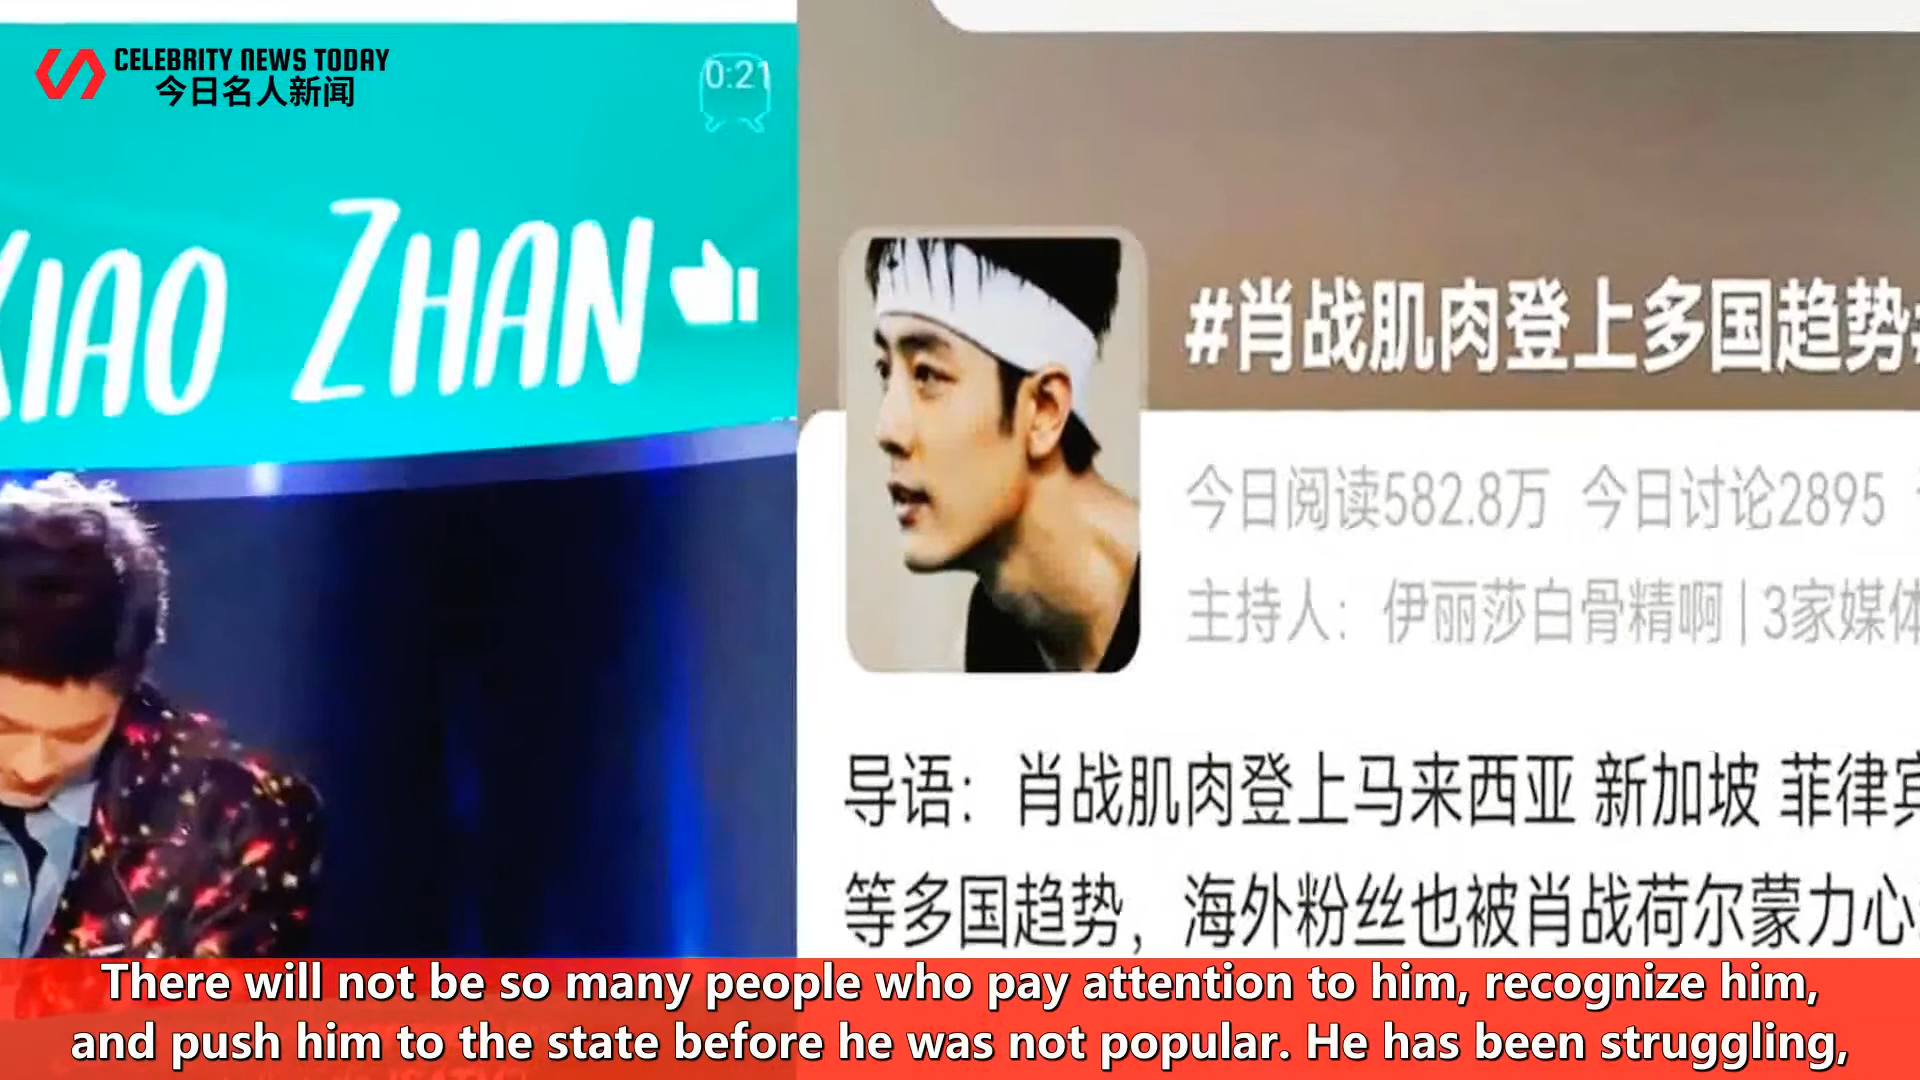 CELEBRITY NEWS TODAY
今日名人新闻
0:21
XIAO ZHAN
#肖战肌肉登上多国趋势#
今日阅读582.8万 今日讨论2895
主持人：伊丽莎白骨精啊 | 3家媒体
导语：肖战肌肉登上马来西亚 新加坡 菲律宾
等多国趋势，海外粉丝也被肖战荷尔蒙力心
There will not be so many people who pay attention to him, recognize him,
and push him to the state before he was not popular. He has been struggling,